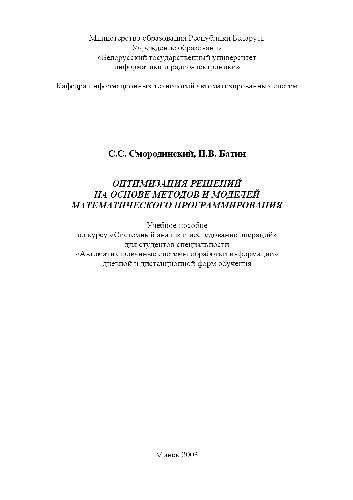 Министерство образования Республики Беларусь
Учреждение образования
«Белорусский государственный университет
информатики и радиоэлектроники»
Кафедра информационных технологий автоматизированных систем
С.С. Смородинский, Н.В. Батин
ОПТИМИЗАЦИЯ РЕШЕНИЙ
НА ОСНОВЕ МЕТОДОВ И МОДЕЛЕЙ
МАТЕМАТИЧЕСКОГО ПРОГРАММИРОВАНИЯ
Учебное пособие
по курсу «Системный анализ и исследование операций»
для студентов специальности
«Автоматизированные системы обработки информации»
дневной и дистанционной форм обучения
Минск 2003